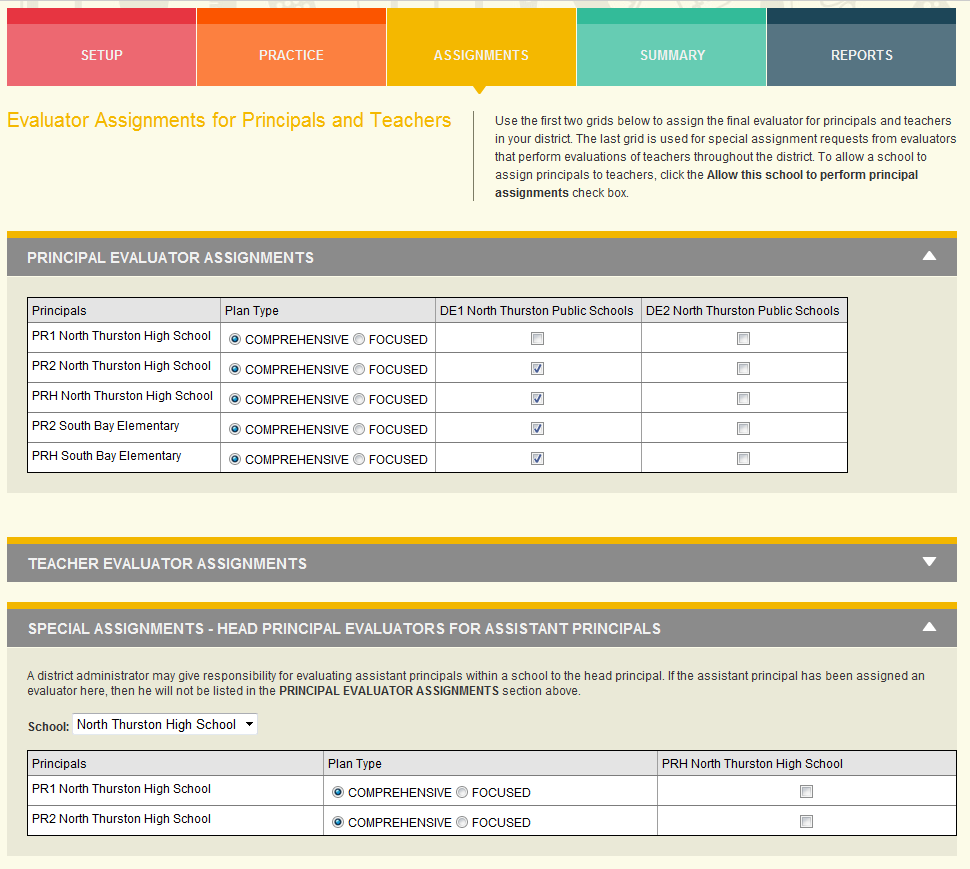 SETUP PRACTICE ASSIGNMENTS SUMMARY REPORTS
Evaluator Assignments for Principals and Teachers
Use the first two grids below to assign the final evaluator for principals and teachers
in your district. The last grid is used for special assignment requests from evaluators
that perform evaluations of teachers throughout the district. To allow a school to
assign principals to teachers, click the Allow this school to perform principal
assignments check box.
PRINCIPAL EVALUATOR ASSIGNMENTS
Principals Plan Type DE1 North Thurston Public Schools DE2 North Thurston Public Schools
PR1 North Thurston High School COMPREHENSIVE FOCUSED
PR2 North Thurston High School COMPREHENSIVE FOCUSED
PRH North Thurston High School COMPREHENSIVE FOCUSED
PR2 South Bay Elementary COMPREHENSIVE FOCUSED
PRH South Bay Elementary COMPREHENSIVE FOCUSED
TEACHER EVALUATOR ASSIGNMENTS
SPECIAL ASSIGNMENTS - HEAD PRINCIPAL EVALUATORS FOR ASSISTANT PRINCIPALS
A district administrator may give responsibility for evaluating assistant principals within a school to the head principal. If the assistant principal has been assigned an
evaluator here, then he will not be listed in the PRINCIPAL EVALUATOR ASSIGNMENTS section above.
School: North Thurston High School
Principals Plan Type PRH North Thurston High School
PR1 North Thurston High School COMPREHENSIVE FOCUSED
PR2 North Thurston High School COMPREHENSIVE FOCUSED